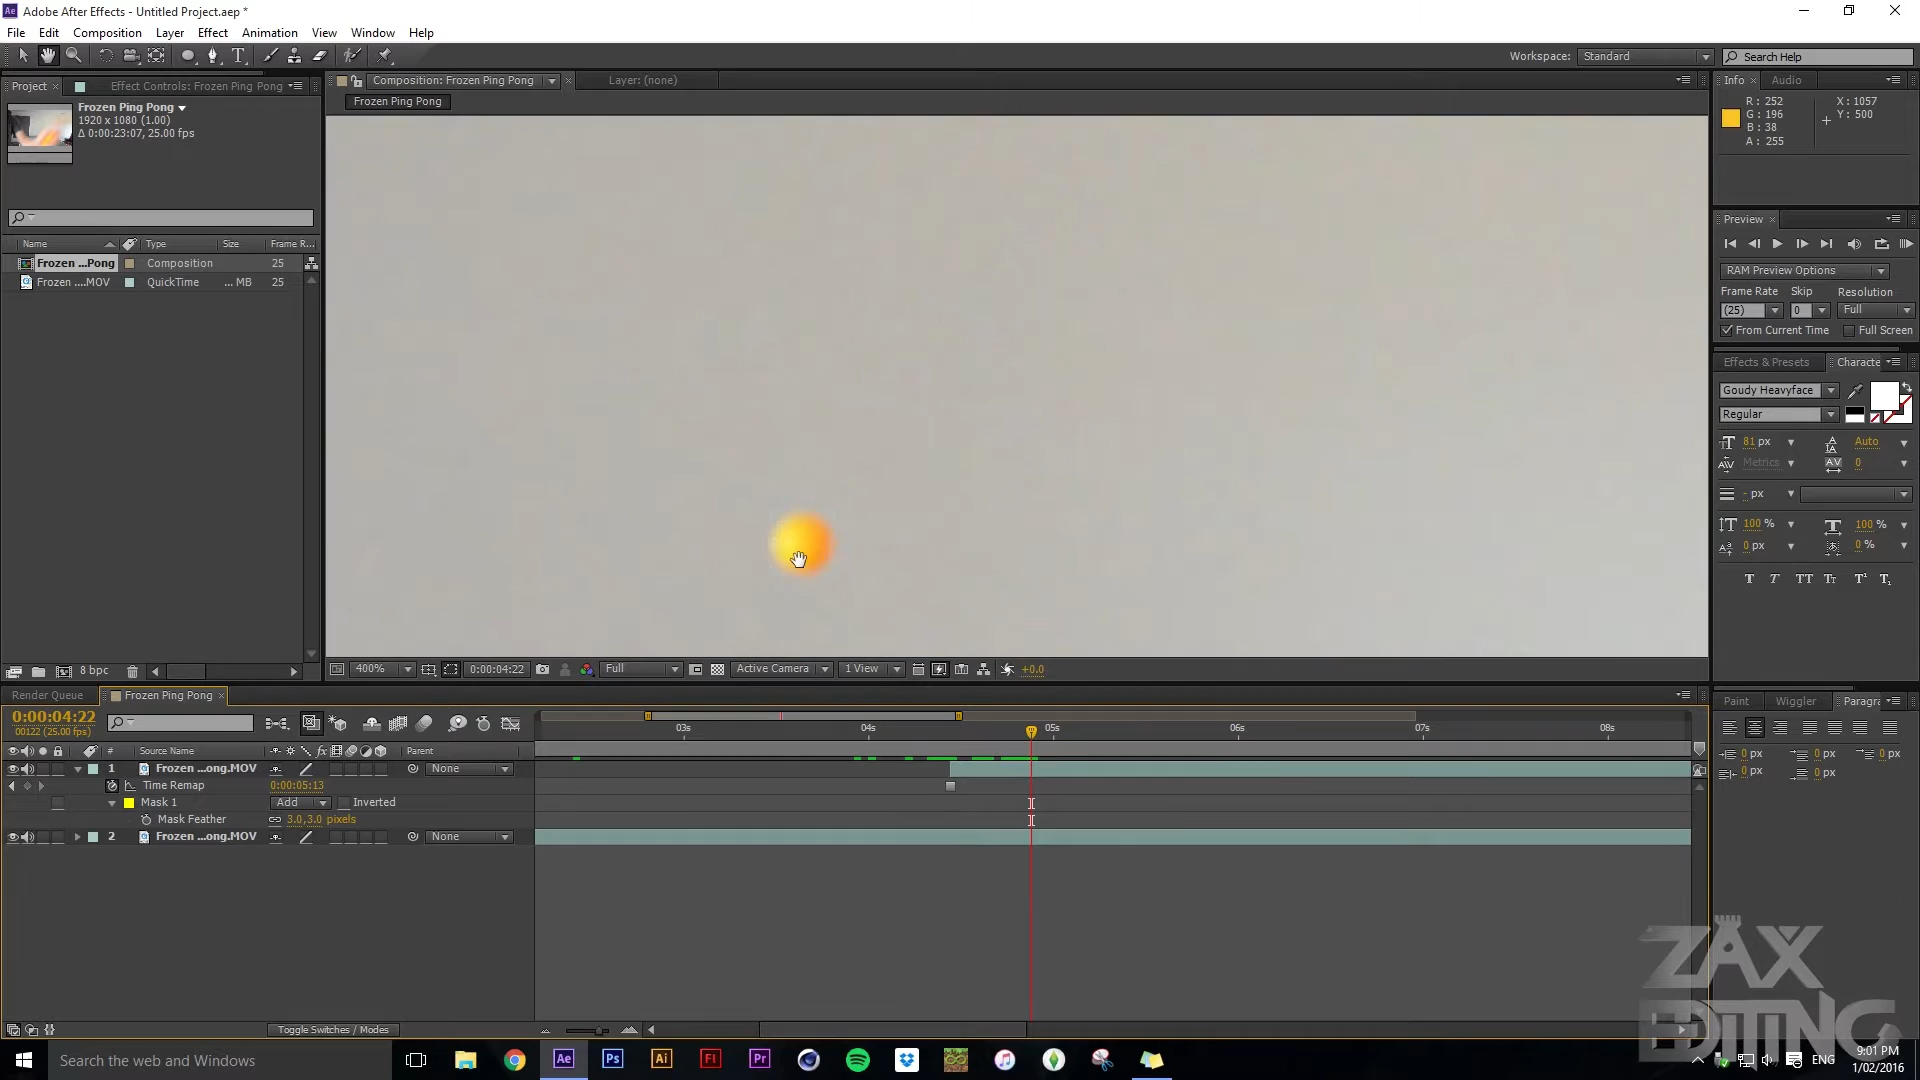 Adobe After Effects - Untitled Project.aep *
File Edit Composition Layer Effect Animation View Window Help
Workspace: Standard Search Help
Project Effect Controls: Frozen Ping Pong
Composition: Frozen Ping Pong Layer: (none)
Info Audio
Frozen Ping Pong
1920 x 1080 (1.00)
Δ 0:00:23:07, 25.00 fps
Frozen Ping Pong
R : 252
G : 196
B : 38
A : 255
X : 1057
Y : 500
Name Type Size Frame R...
Frozen ...Pong Composition 25
Frozen ....MOV QuickTime ... MB 25
Preview
RAM Preview Options
Frame Rate Skip Resolution
(25) 0 Full
From Current Time Full Screen
Effects & Presets Characte
Goudy Heavyface
Regular
81 px Auto
Metrics 0
- px
100 % 100 %
0 px 0 %
T T TT Tt T¹ T₁
8 bpc
400% 0:00:04:22 Full Active Camera 1 View +0.0
Render Queue Frozen Ping Pong
Paint Wiggler Paragra
0:00:04:22
00122 (25.00 fps)
03s 04s 05s 06s 07s 08s
# Source Name fx Parent
1 Frozen ...ong.MOV None
Time Remap 0:00:05:13
Mask 1 Add Inverted
Mask Feather 3.0,3.0 pixels
2 Frozen ...ong.MOV None
0 px 0 px 0 px
0 px 0 px
Toggle Switches / Modes
ZAX
EDITING
Search the web and Windows
Ae Ps Ai Fl Pr
ENG
9:01 PM
1/02/2016